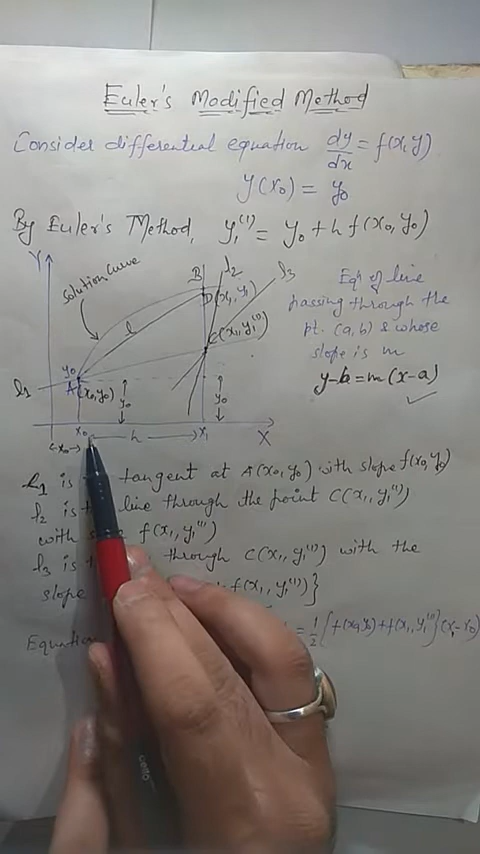 Euler's Modified Method
Consider differential equation dy/dx = f(x,y)
y(x₀) = y₀
By Euler's Method, y₁⁽¹⁾ = y₀ + h f(x₀, y₀)
Y
Solution curve
B
l₂
l₃
D(x₁, y₁)
l
C(x₁, y₁⁽¹⁾)
y₀
l₁
A(x₀, y₀)
y₀
y₀
x₀
h
x₁
X
x₀
Eqn of line
passing through the
pt. (a, b) & whose
slope is m
y-b = m(x-a)
l₁ is tangent at A(x₀, y₀) with slope f(x₀, y₀)
l₂ is line through the point C(x₁, y₁⁽¹⁾)
with f(x₁, y₁⁽¹⁾)
l₃ is through C(x₁, y₁⁽¹⁾) with the
slope f(x₁, y₁⁽¹⁾)}
Equation = 1/2 {f(x₀, y₀) + f(x₁, y₁⁽¹⁾)} (x₁-x₀)
cello